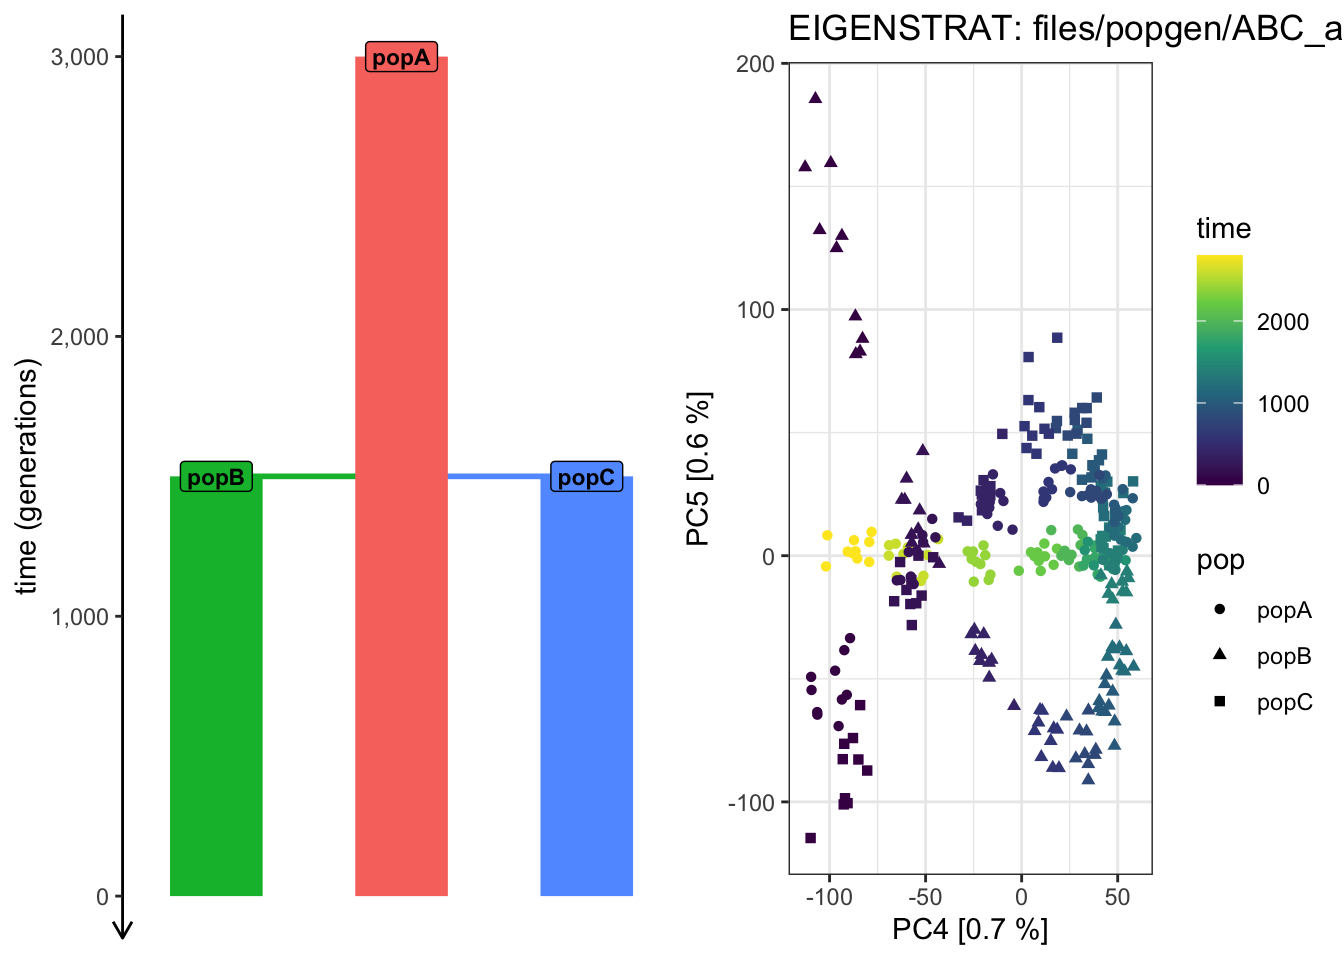 time (generations)
3,000
2,000
1,000
0
popA
popB
popC
EIGENSTRAT: files/popgen/ABC_a
PC5 [0.6 %]
200
100
0
-100
-100
-50
0
50
PC4 [0.7 %]
time
2000
1000
0
pop
popA
popB
popC